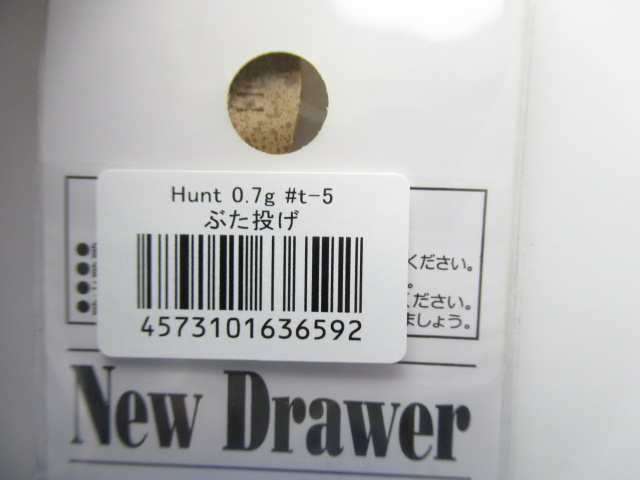 Hunt 0.7g #t-5
ぶた投げ
4573101636592
ください。
。
ください。
ましょう。
New Drawer